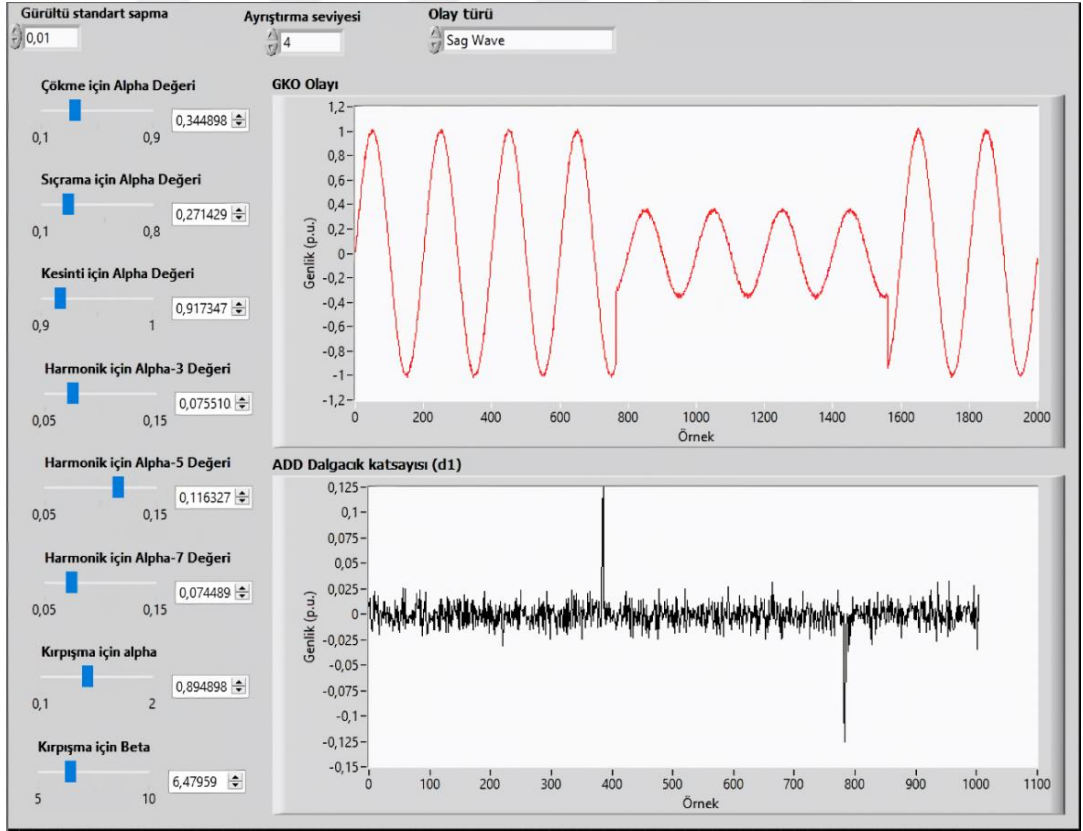 Gürültü standart sapma
0,01
Ayrıştırma seviyesi
4
Olay türü
Sag Wave
Çökme için Alpha Değeri
0,344898
0,1 0,9
Sıçrama için Alpha Değeri
0,271429
0,1 0,8
Kesinti için Alpha Değeri
0,917347
0,9 1
Harmonik için Alpha-3 Değeri
0,075510
0,05 0,15
Harmonik için Alpha-5 Değeri
0,116327
0,05 0,15
Harmonik için Alpha-7 Değeri
0,074489
0,05 0,15
Kırpışma için alpha
0,894898
0,1 2
Kırpışma için Beta
6,47959
5 10
GKO Olayı
Genlik (p.u.)
1,2
1
0,8
0,6
0,4
0,2
0
-0,2
-0,4
-0,6
-0,8
-1
-1,2
0 200 400 600 800 1000 1200 1400 1600 1800 2000
Örnek
ADD Dalgacık katsayısı (d1)
Genlik (p.u.)
0,125
0,1
0,075
0,05
0,025
0
-0,025
-0,05
-0,075
-0,1
-0,125
-0,15
0 100 200 300 400 500 600 700 800 900 1000 1100
Örnek